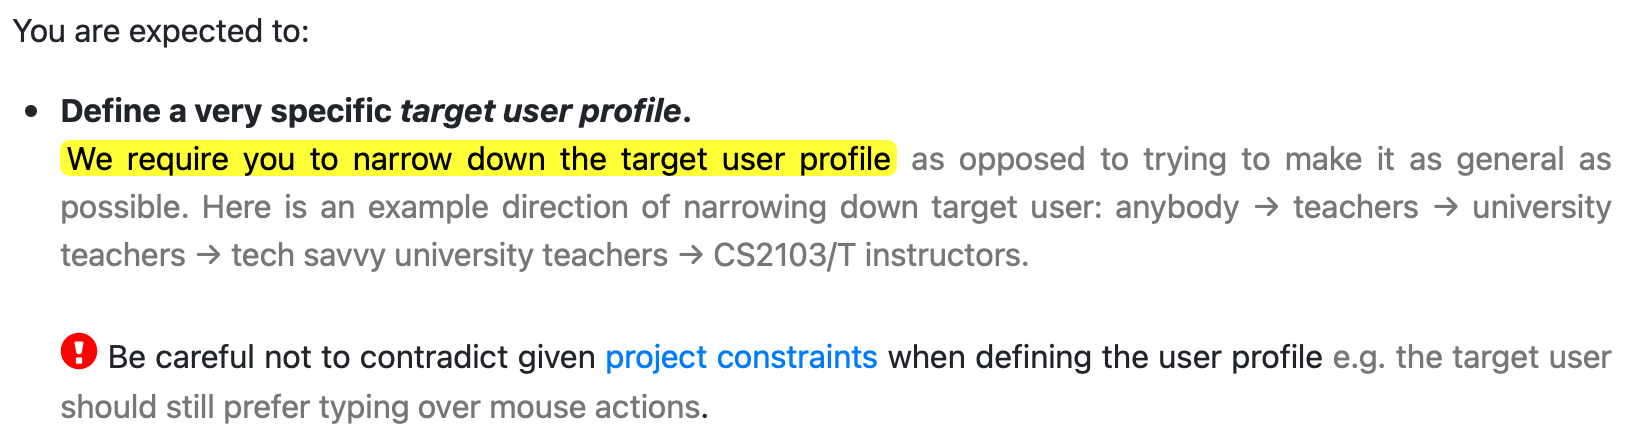 You are expected to:
• Define a very specific target user profile.
We require you to narrow down the target user profile as opposed to trying to make it as general as
possible. Here is an example direction of narrowing down target user: anybody → teachers → university
teachers → tech savvy university teachers → CS2103/T instructors.
! Be careful not to contradict given project constraints when defining the user profile e.g. the target user
should still prefer typing over mouse actions.